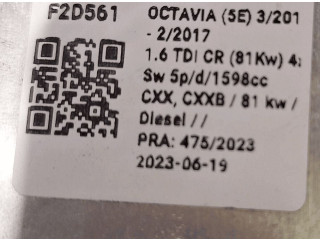 F2D561
OCTAVIA (5E) 3/201
- 2/2017
1.6 TDI CR (81Kw) 4x
Sw 5p/d/1598cc
CXX, CXXB / 81 kw /
Diesel / /
PRA: 475/2023
2023-06-19